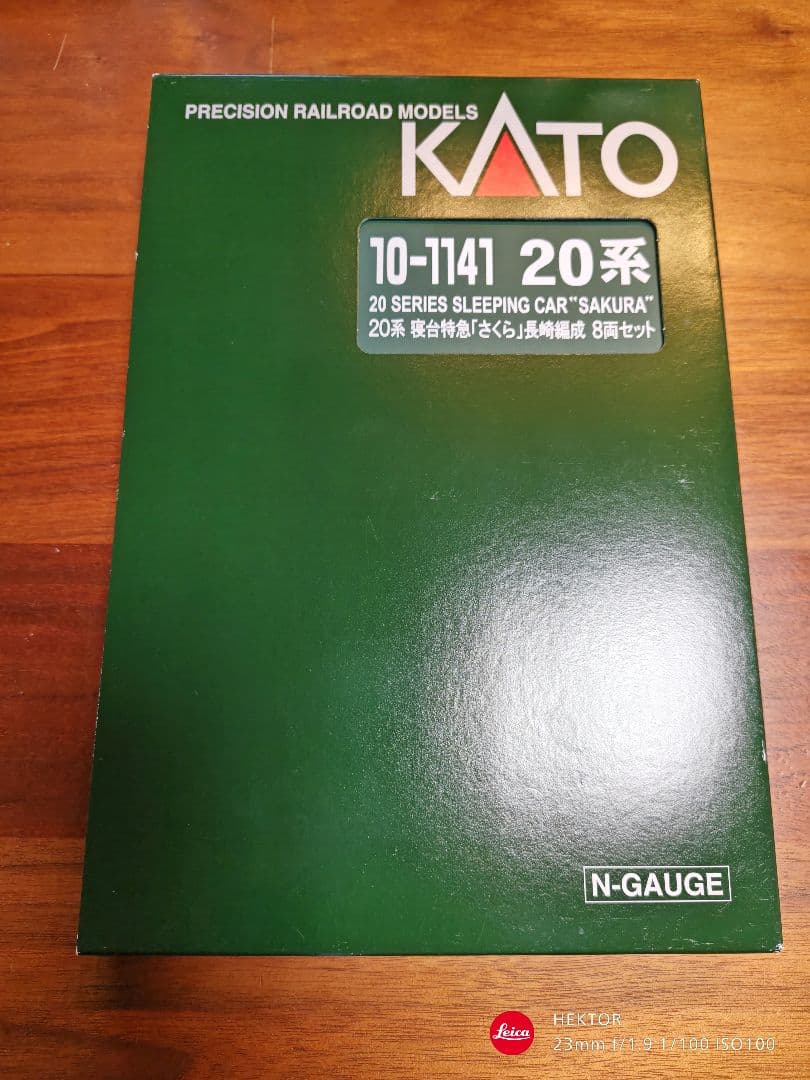 PRECISION RAILROAD MODELS
KATO
10-1141 20系
20 SERIES SLEEPING CAR "SAKURA"
20系 寝台特急「さくら」長崎編成 8両セット
N-GAUGE
Leica
HEKTOR
23mm f/1.9 1/100 ISO100